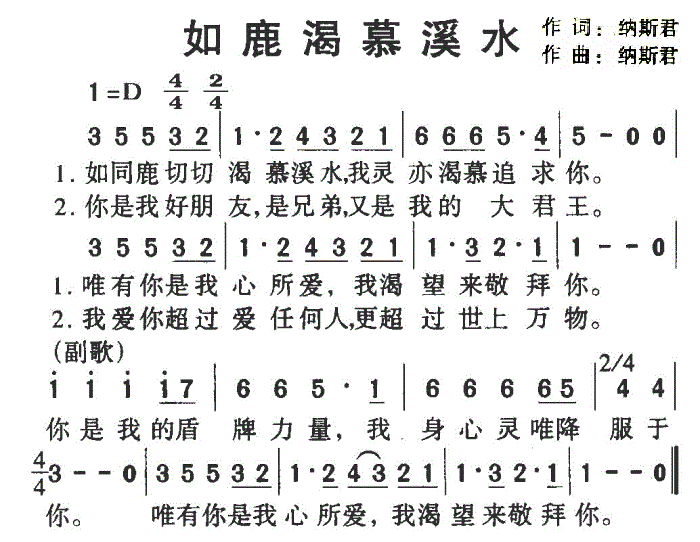 如鹿渴慕溪水
作词：纳斯君
作曲：纳斯君
1=D 4/4 2/4
3 5 5 3 2 | 1 · 2 4 3 2 1 | 6 6 6 5 · 4 | 5 - 0 0
1. 如同鹿切切 渴 慕溪水,我灵 亦渴慕追 求 你。
2. 你是我好朋 友,是兄弟,又是 我的 大 君王。
3 5 5 3 2 | 1 · 2 4 3 2 1 | 1 · 3 2 · 1 | 1 - - 0
1. 唯有你是我 心 所爱，我渴 望 来敬 拜 你。
2. 我爱你超过 爱 任何人,更超 过 世上 万 物。
(副歌)
i i i i 7 | 6 6 5 · 1 | 6 6 6 6 5 | 2/4 4 4 |
你是我的盾 牌力量，我 身心灵唯降 服于
4/4 3 - - 0 | 3 5 5 3 2 | 1 · 2 4 3 2 1 | 1 · 3 2 · 1 | 1 - - 0 ‖
你。 唯有你是我 心 所爱，我渴 望 来敬 拜 你。